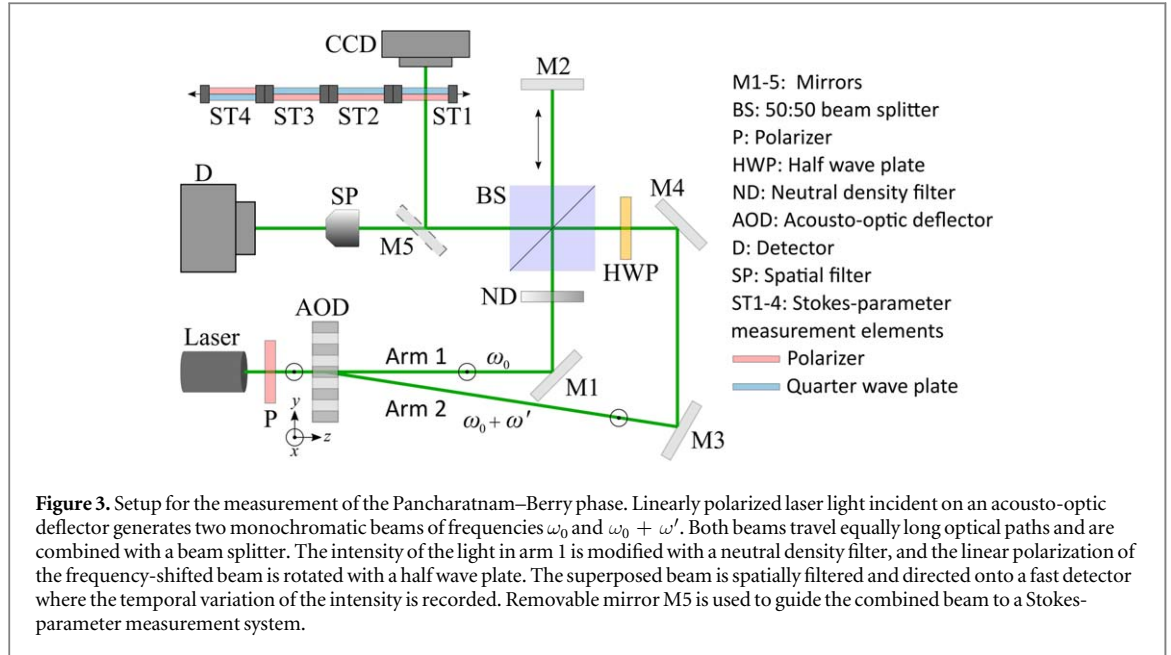 CCD
M2
ST4 ST3 ST2 ST1
D
SP
BS
M4
M5
HWP
ND
AOD
Laser
Arm 1
ω₀
M1
P
y
z
x
Arm 2
ω₀ + ω'
M3
M1-5: Mirrors
BS: 50:50 beam splitter
P: Polarizer
HWP: Half wave plate
ND: Neutral density filter
AOD: Acousto-optic deflector
D: Detector
SP: Spatial filter
ST1-4: Stokes-parameter
measurement elements
Polarizer
Quarter wave plate
Figure 3. Setup for the measurement of the Pancharatnam–Berry phase. Linearly polarized laser light incident on an acousto-optic
deflector generates two monochromatic beams of frequencies ω₀ and ω₀ + ω'. Both beams travel equally long optical paths and are
combined with a beam splitter. The intensity of the light in arm 1 is modified with a neutral density filter, and the linear polarization of
the frequency-shifted beam is rotated with a half wave plate. The superposed beam is spatially filtered and directed onto a fast detector
where the temporal variation of the intensity is recorded. Removable mirror M5 is used to guide the combined beam to a Stokes-
parameter measurement system.